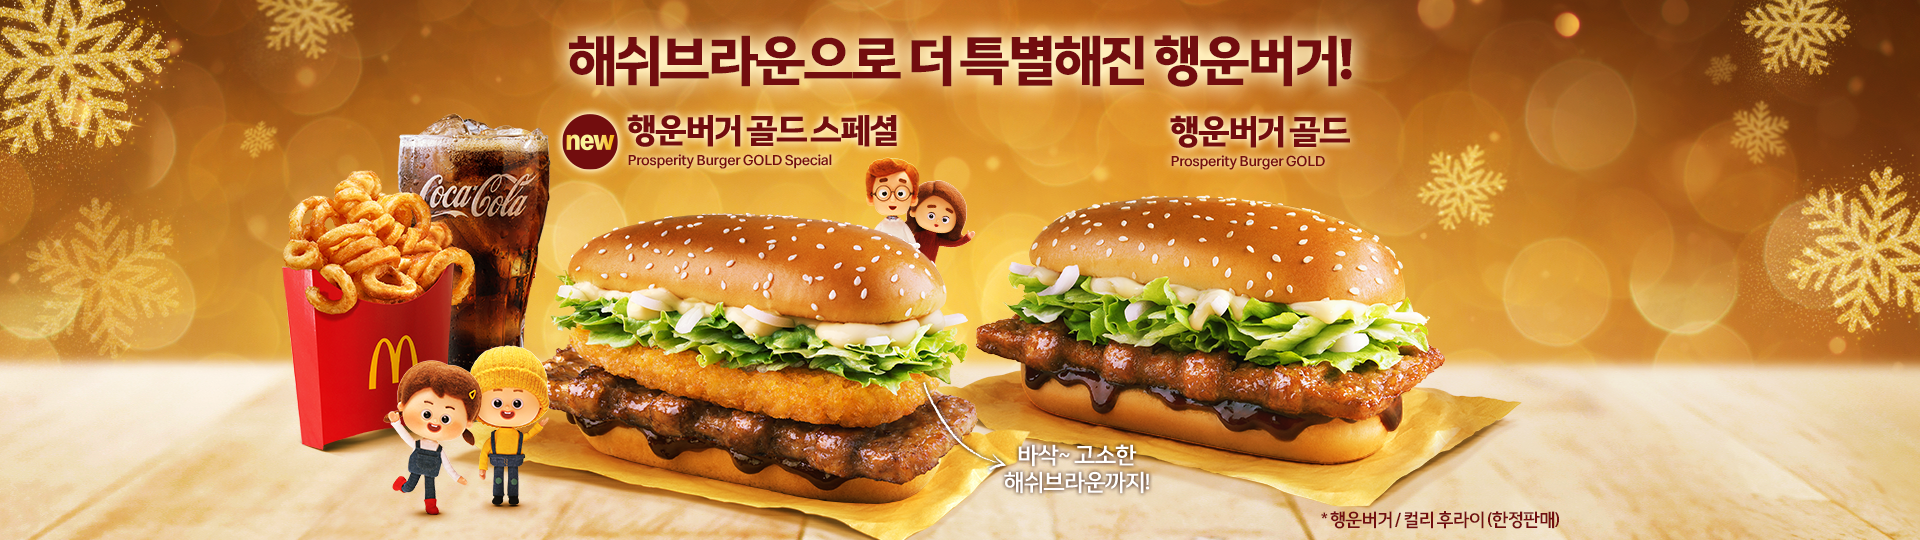 해쉬브라운으로 더 특별해진 행운버거!
new
행운버거 골드 스페셜
Prosperity Burger GOLD Special
행운버거 골드
Prosperity Burger GOLD
Coca-Cola
바삭~ 고소한
해쉬브라운까지!
* 행운버거 / 컬리 후라이 (한정판매)